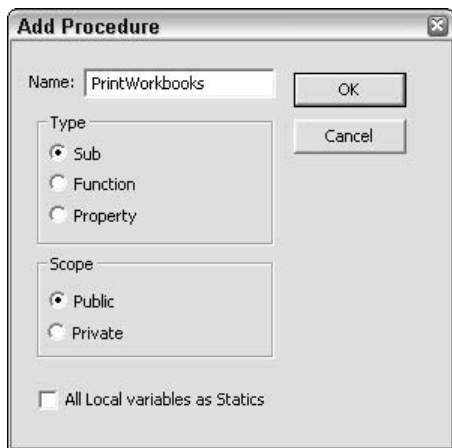 Add Procedure
Name: PrintWorkbooks
OK
Cancel
Type
Sub
Function
Property
Scope
Public
Private
All Local variables as Statics